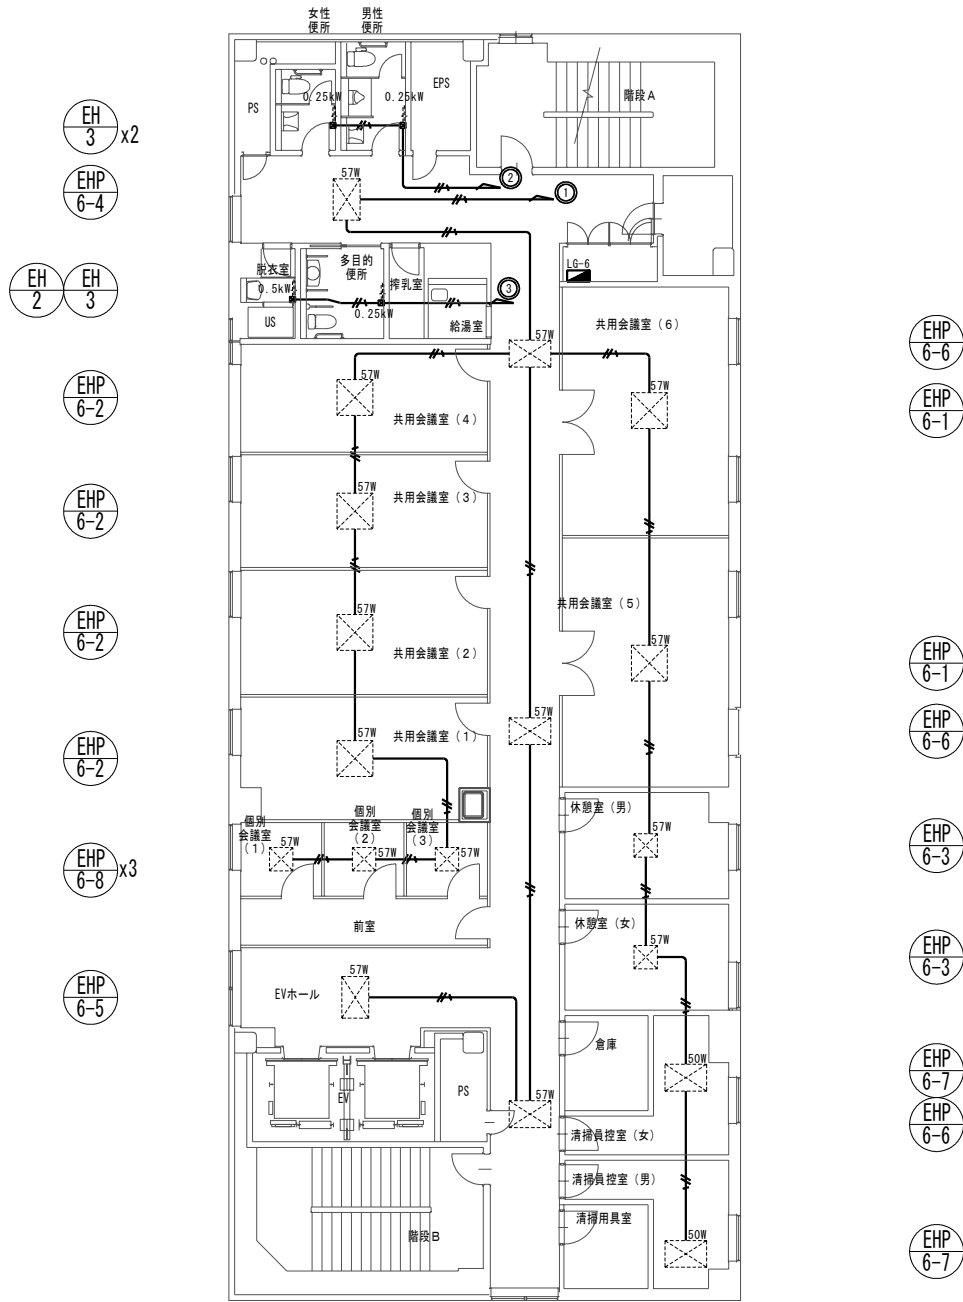 女性
便所
男性
便所
EH
3
x2
PS
0.25kW
0.25kW
EPS
階段A
EHP
6-4
57W
2
1
EH
2
EH
3
脱衣室
0.5kW
US
多目的
便所
0.25kW
搾乳室
給湯室
3
LG-6
57W
共用会議室（6）
EHP
6-6
EHP
6-2
57W
共用会議室（4）
57W
EHP
6-1
EHP
6-2
57W
共用会議室（3）
EHP
6-2
57W
共用会議室（2）
共用会議室（5）
57W
EHP
6-1
EHP
6-2
57W
共用会議室（1）
57W
EHP
6-6
EHP
6-8
x3
個別
会議室
（1）
57W
個別
会議室
（2）
57W
個別
会議室
（3）
57W
休憩室（男）
57W
EHP
6-3
前室
休憩室（女）
57W
EHP
6-3
EHP
6-5
EVホール
57W
EV
PS
57W
倉庫
50W
EHP
6-7
EHP
6-6
清掃員控室（女）
清掃員控室（男）
清掃用具室
50W
EHP
6-7
階段B